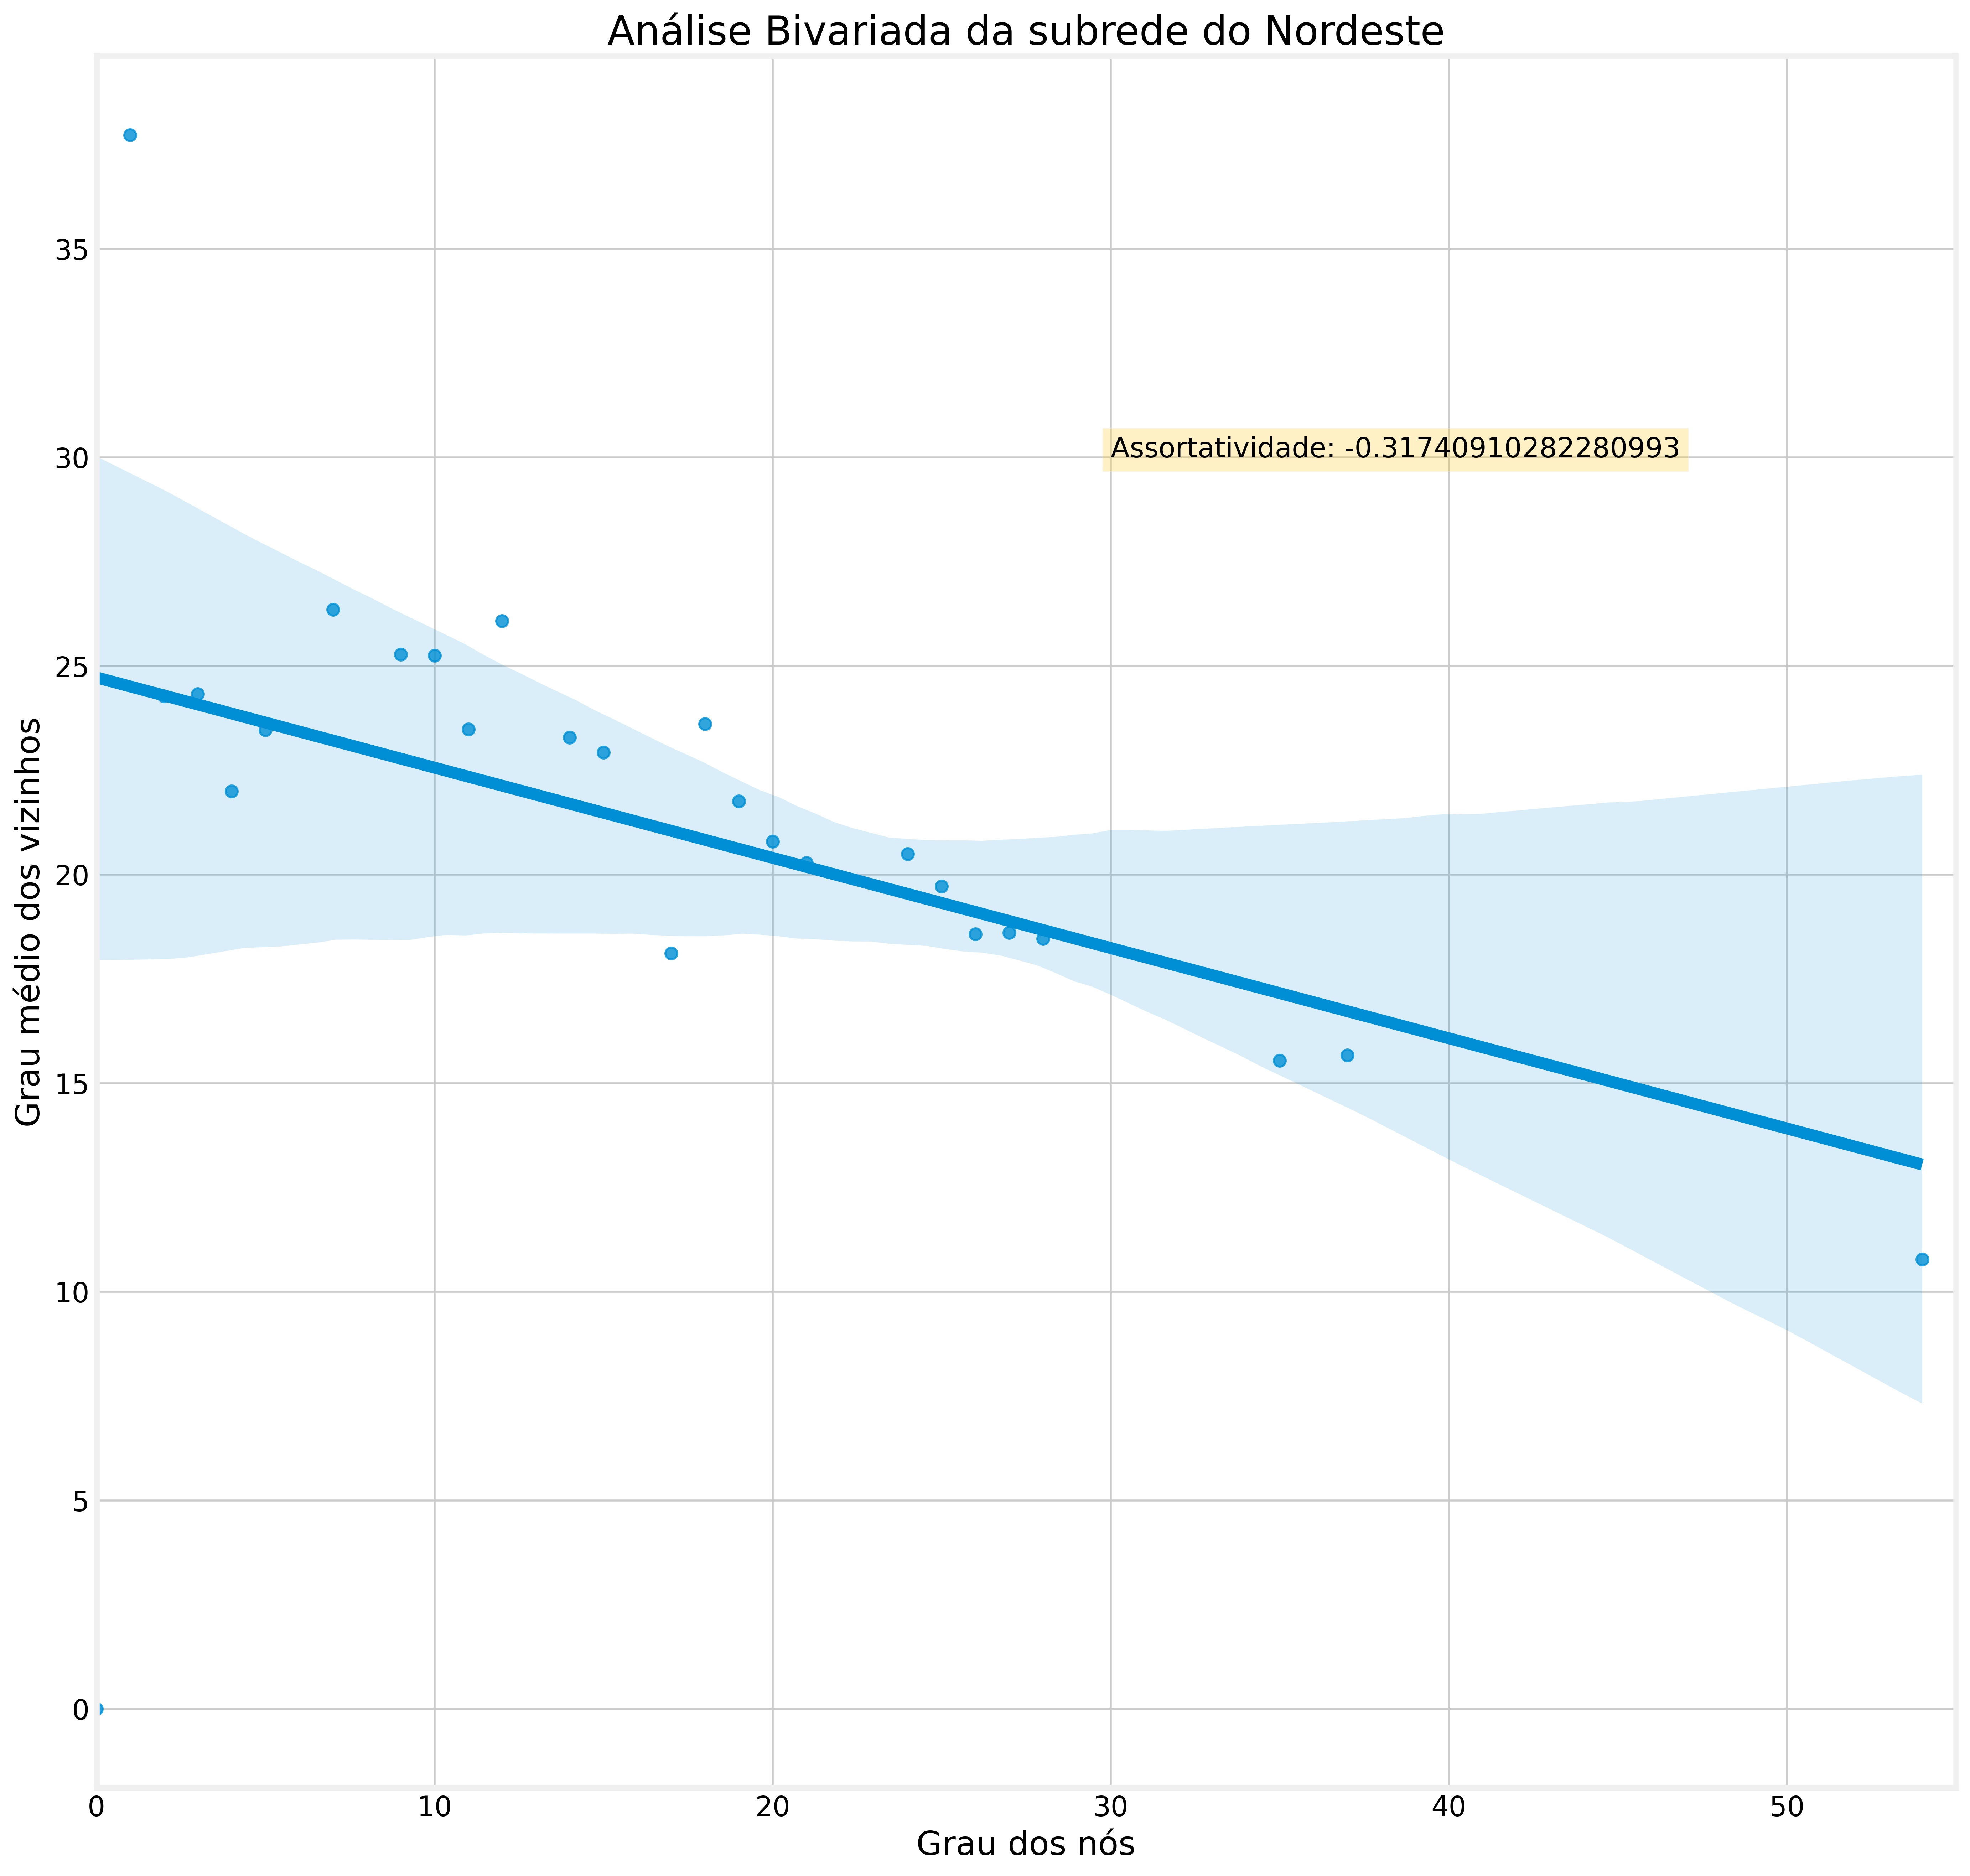 Análise Bivariada da subrede do Nordeste
35
30
25
20
15
10
5
0
Grau médio dos vizinhos
Assortatividade: -0.31740910282280993
0 10 20 30 40 50
Grau dos nós